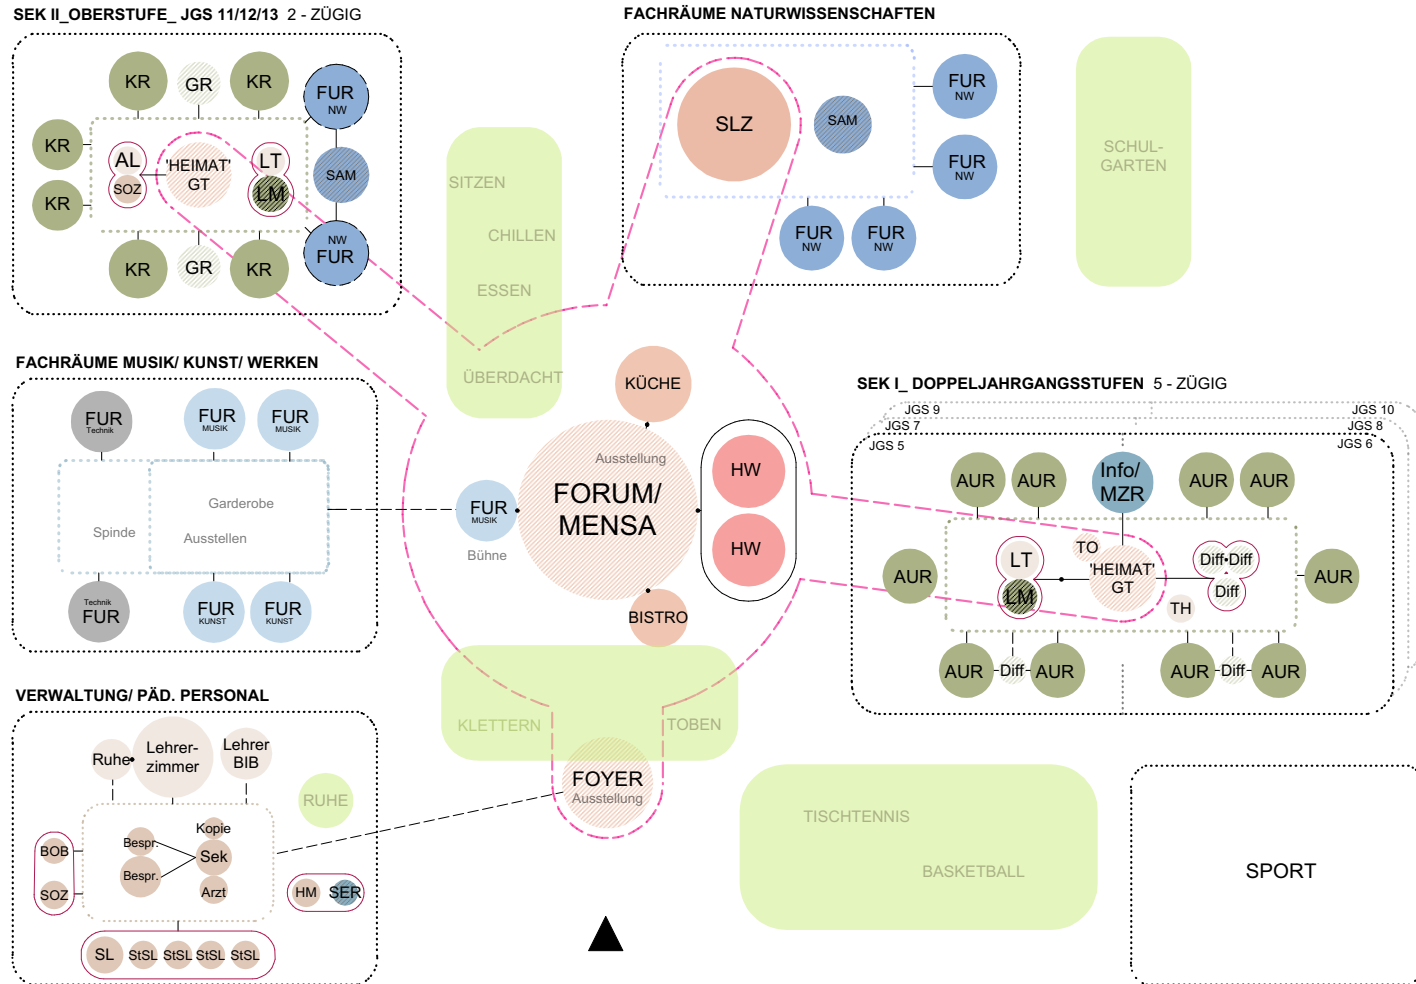 SEK II_OBERSTUFE_ JGS 11/12/13 2 - ZÜGIG
KR
GR
KR
FUR
NW
KR
AL
SOZ
'HEIMAT'
GT
LT
LM
SAM
KR
KR
GR
KR
NW
FUR
FACHRÄUME NATURWISSENSCHAFTEN
SLZ
SAM
FUR
NW
FUR
NW
FUR
NW
FUR
NW
SCHUL-
GARTEN
SITZEN
CHILLEN
ESSEN
ÜBERDACHT
FACHRÄUME MUSIK/ KUNST/ WERKEN
FUR
Technik
FUR
MUSIK
FUR
MUSIK
Garderobe
Spinde
Ausstellen
Technik
FUR
FUR
KUNST
FUR
KUNST
KÜCHE
Ausstellung
FORUM/
MENSA
FUR
MUSIK
Bühne
HW
HW
BISTRO
SEK I_ DOPPELJAHRGANGSSTUFEN 5 - ZÜGIG
JGS 9
JGS 10
JGS 7
JGS 8
JGS 5
JGS 6
AUR
AUR
Info/
MZR
AUR
AUR
AUR
LT
LM
TO
'HEIMAT'
GT
Diff
Diff
Diff
TH
AUR
AUR
Diff
AUR
AUR
Diff
AUR
VERWALTUNG/ PÄD. PERSONAL
Ruhe
Lehrer-
zimmer
Lehrer
BIB
RUHE
BOB
SOZ
Bespr.
Bespr.
Kopie
Sek
Arzt
HM
SER
SL
StSL
StSL
StSL
StSL
KLETTERN
TOBEN
FOYER
Ausstellung
TISCHTENNIS
BASKETBALL
SPORT